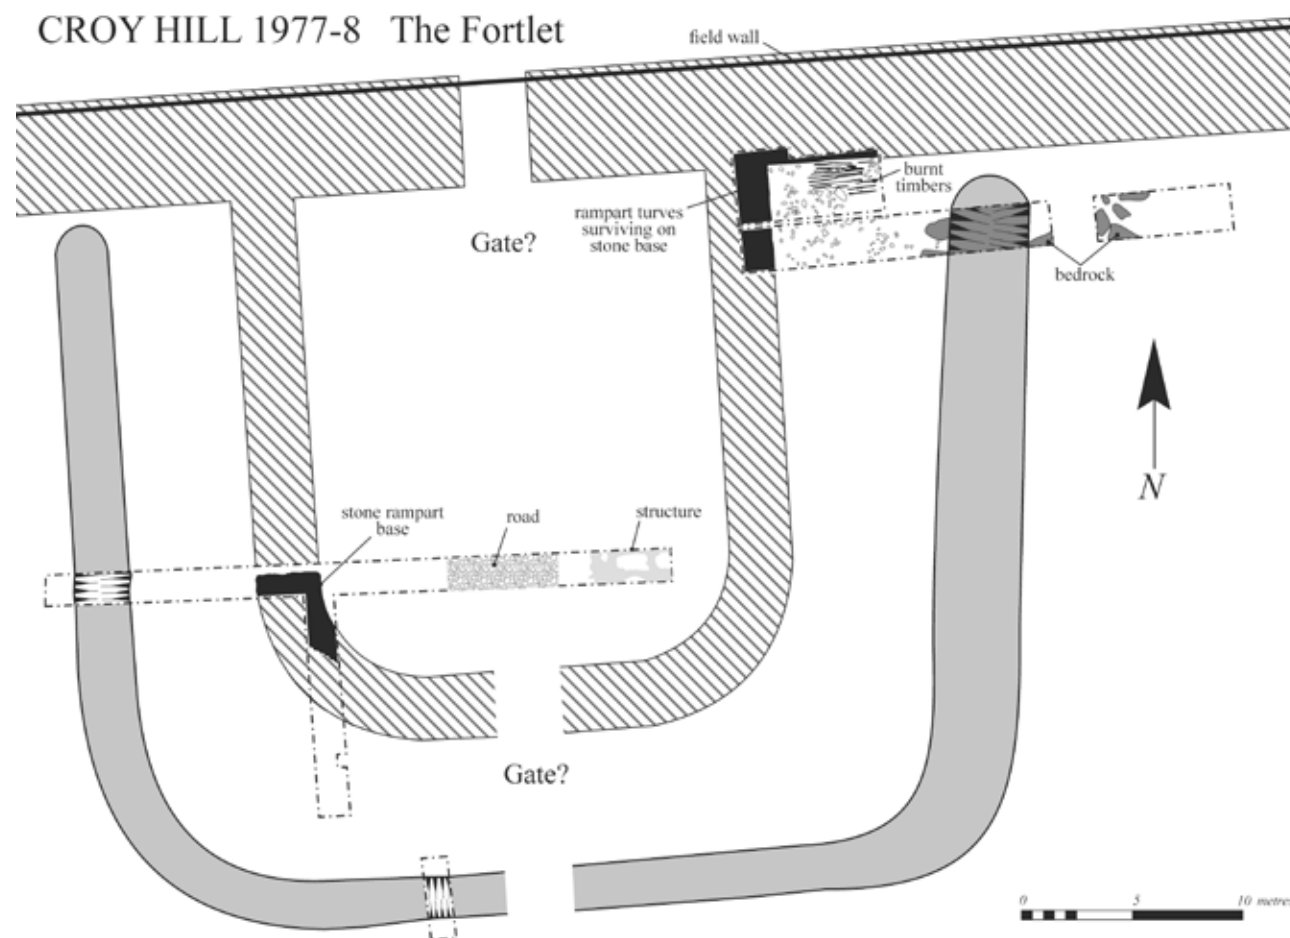 CROY HILL 1977-8 The Fortlet
field wall
burnt
timbers
rampart turves
surviving on
stone base
Gate?
bedrock
N
stone rampart
base
road
structure
Gate?
0 5 10 metres